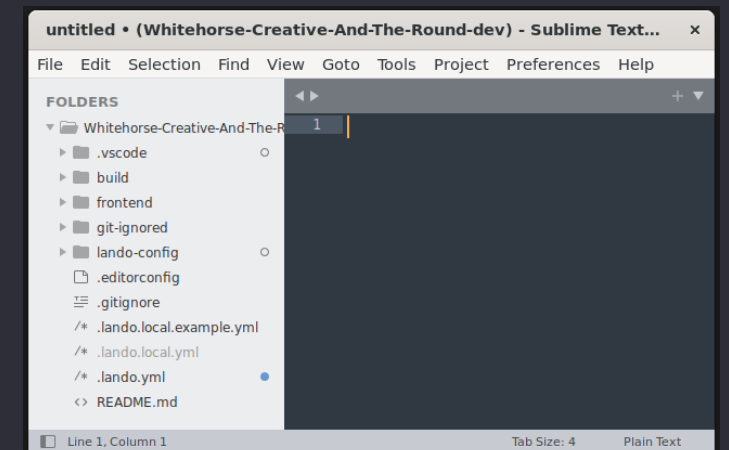 untitled • (Whitehorse-Creative-And-The-Round-dev) - Sublime Text...
File Edit Selection Find View Goto Tools Project Preferences Help
FOLDERS
Whitehorse-Creative-And-The-R
1
.vscode
build
frontend
git-ignored
lando-config
.editorconfig
.gitignore
/* .lando.local.example.yml
/* .lando.local.yml
/* .lando.yml
<> README.md
Line 1, Column 1 Tab Size: 4 Plain Text